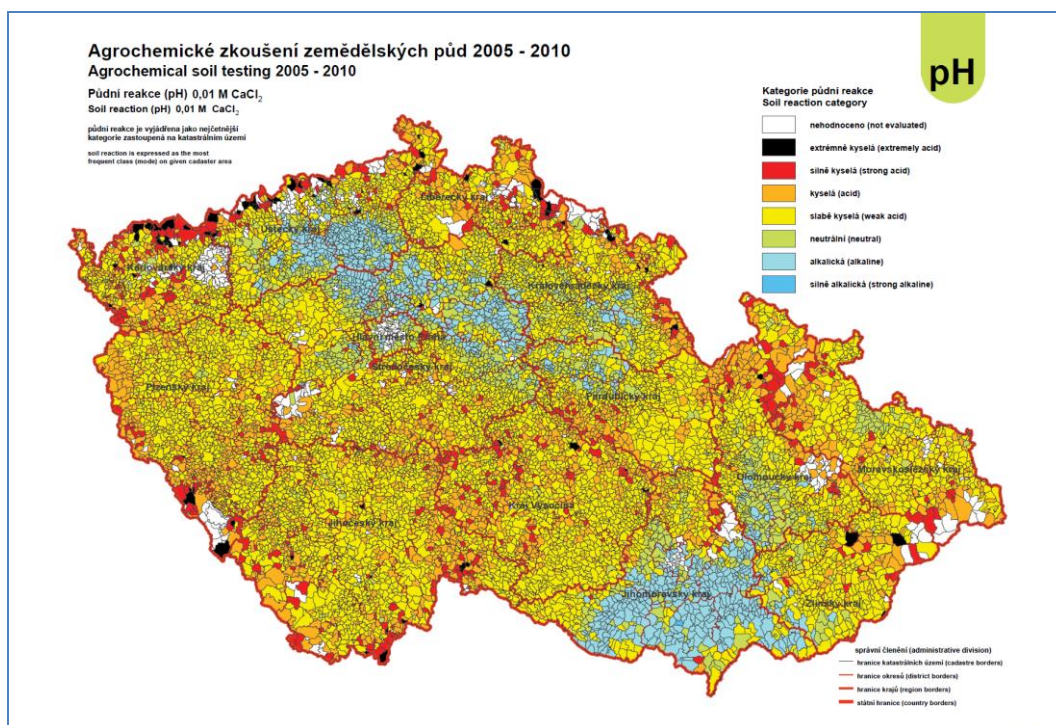 Agrochemické zkoušení zemědělských půd 2005 - 2010
Agrochemical soil testing 2005 - 2010
Půdní reakce (pH) 0,01 M CaCl₂
Soil reaction (pH) 0,01 M CaCl₂
půdní reakce je vyjádřena jako nejčetnější
kategorie zastoupená na katastrálním území
soil reaction is expressed as the most
frequent class (mode) on given cadaster area
pH
Kategorie půdní reakce
Soil reaction category
nehodnoceno (not evaluated)
extrémně kyselá (extremely acid)
silně kyselá (strong acid)
kyselá (acid)
slabě kyselá (weak acid)
neutrální (neutral)
alkalická (alkaline)
silně alkalická (strong alkaline)
Liberecký kraj
Ústecký kraj
Karlovarský kraj
Královéhradecký kraj
Hlavní město Praha
Středočeský kraj
Plzeňský kraj
Pardubický kraj
Moravskoslezský kraj
Olomoucký kraj
Kraj Vysočina
Jihočeský kraj
Jihomoravský kraj
Zlínský kraj
správní členění (administrative division)
hranice katastrálních území (cadastre borders)
hranice okresů (district borders)
hranice krajů (region borders)
státní hranice (country borders)